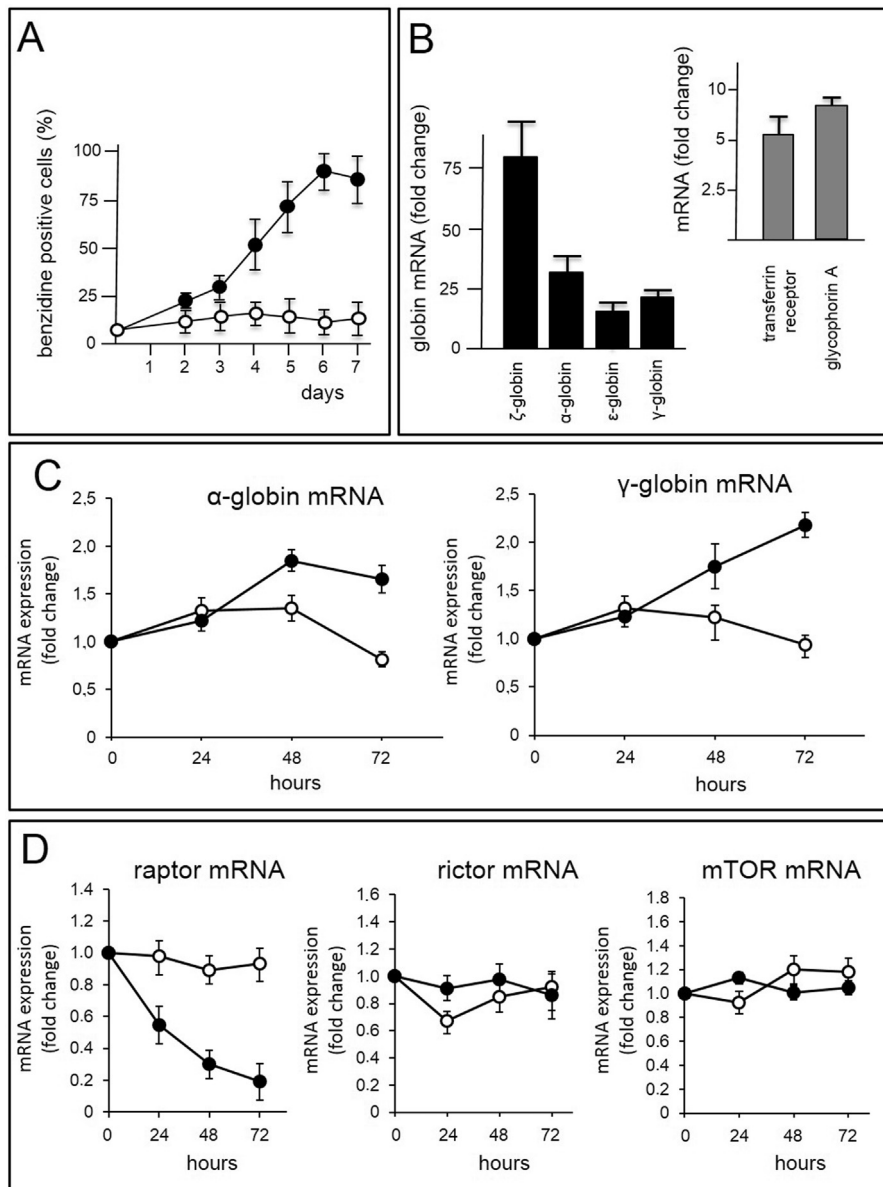 A
benzidine positive cells (%)
100
75
50
25
0
1 2 3 4 5 6 7
days
B
globin mRNA (fold change)
75
50
25
0
ζ-globin
α-globin
ε-globin
γ-globin
mRNA (fold change)
10
5
2.5
transferrin
receptor
glycophorin A
C
α-globin mRNA
mRNA expression
(fold change)
2,5
2.0
1.5
1.0
0,5
0
0 24 48 72
hours
γ-globin mRNA
mRNA expression
(fold change)
2,5
2.0
1.5
1.0
0,5
0
0 24 48 72
hours
D
raptor mRNA
mRNA expression
(fold change)
1.4
1.2
1.0
0.8
0.6
0.4
0.2
0
0 24 48 72
hours
rictor mRNA
mRNA expression
(fold change)
1.6
1.4
1.2
1.0
0.8
0.6
0.4
0.2
0
0 24 48 72
hours
mTOR mRNA
mRNA expression
(fold change)
1.8
1.6
1.4
1.2
1.0
0.8
0.6
0.4
0.2
0
0 24 48 72
hours